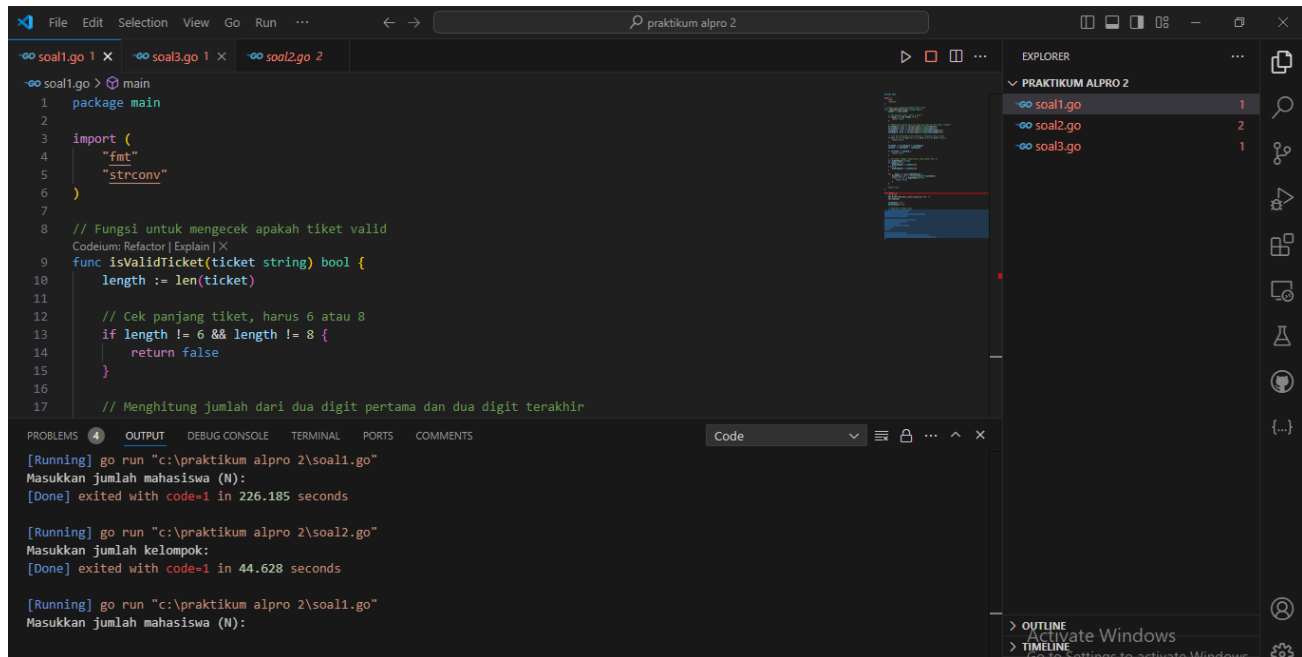 File Edit Selection View Go Run ··· ← → praktikum alpro 2
soal1.go 1 × soal3.go 1 × soal2.go 2
soal1.go > main
1 package main
2
3 import (
4 "fmt"
5 "strconv"
6 )
7
8 // Fungsi untuk mengecek apakah tiket valid
Codeium: Refactor | Explain | ×
9 func isValidTicket(ticket string) bool {
10 length := len(ticket)
11
12 // Cek panjang tiket, harus 6 atau 8
13 if length != 6 && length != 8 {
14 return false
15 }
16
17 // Menghitung jumlah dari dua digit pertama dan dua digit terakhir
PROBLEMS 4 OUTPUT DEBUG CONSOLE TERMINAL PORTS COMMENTS Code
[Running] go run "c:\praktikum alpro 2\soal1.go"
Masukkan jumlah mahasiswa (N):
[Done] exited with code=1 in 226.185 seconds
[Running] go run "c:\praktikum alpro 2\soal2.go"
Masukkan jumlah kelompok:
[Done] exited with code=1 in 44.628 seconds
[Running] go run "c:\praktikum alpro 2\soal1.go"
Masukkan jumlah mahasiswa (N):
EXPLORER ···
PRAKTIKUM ALPRO 2
soal1.go 1
soal2.go 2
soal3.go 1
OUTLINE
Activate Windows
TIMELINE
Go to Settings to activate Windows